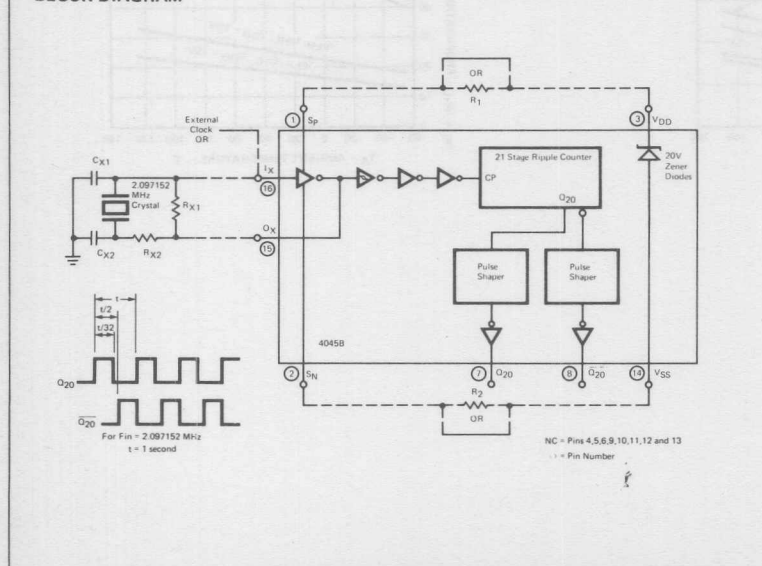 OR
R1
External
Clock
OR
1 SP
3 VDD
CX1
2.097152
MHz
Crystal
RX1
IX
16
21 Stage Ripple Counter
CP
Q20
20V
Zener
Diodes
OX
15
CX2
RX2
Pulse
Shaper
Pulse
Shaper
t
t/2
t/32
4045B
2 SN
7 Q20
8 Q20
14 VSS
R2
OR
Q20
Q20
For Fin = 2.097152 MHz
t = 1 second
NC = Pins 4,5,6,9,10,11,12 and 13
= Pin Number